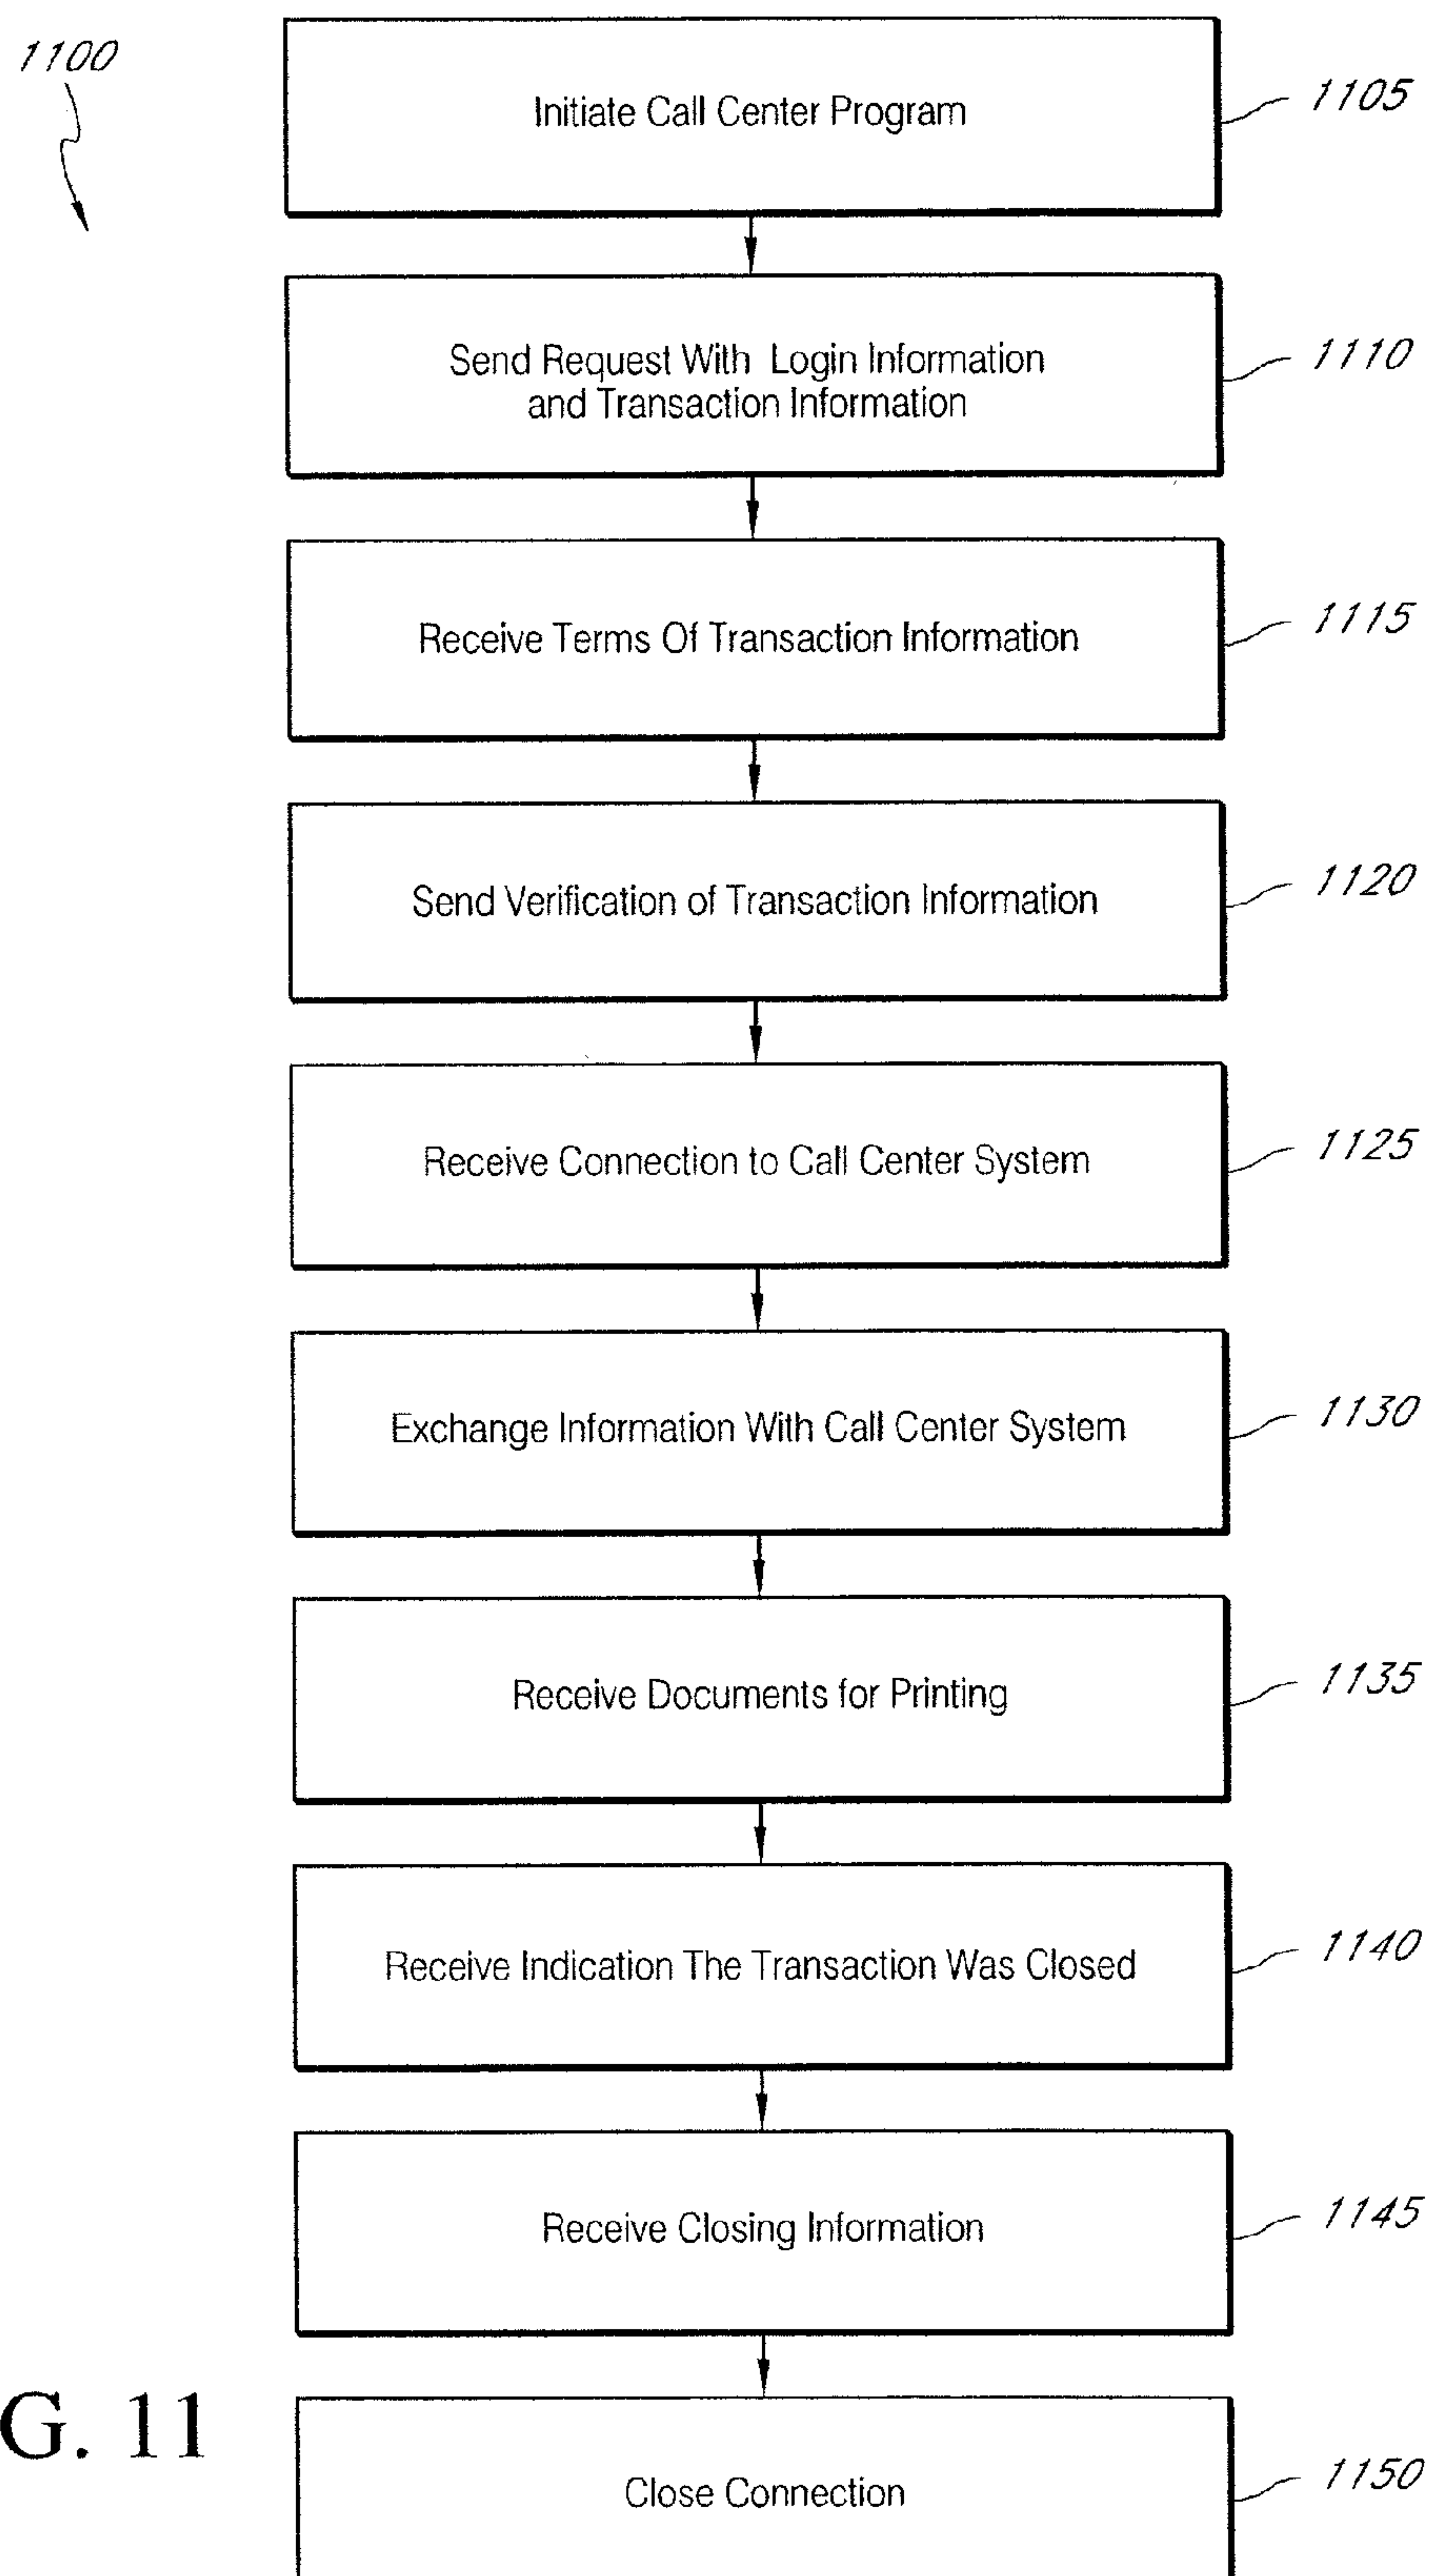 1100
Initiate Call Center Program
1105
Send Request With Login Information
and Transaction Information
1110
Receive Terms Of Transaction Information
1115
Send Verification of Transaction Information
1120
Receive Connection to Call Center System
1125
Exchange Information With Call Center System
1130
Receive Documents for Printing
1135
Receive Indication The Transaction Was Closed
1140
Receive Closing Information
1145
G. 11
Close Connection
1150